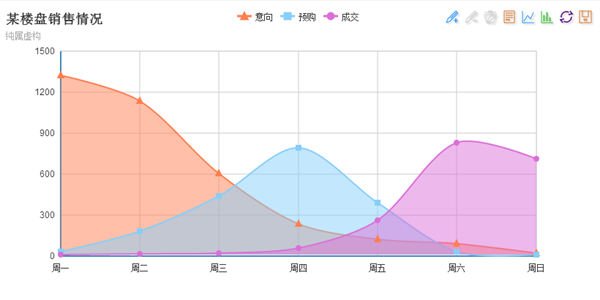 某楼盘销售情况
纯属虚构
意向 预购 成交
1500
1200
900
600
300
0
周一 周二 周三 周四 周五 周六 周日